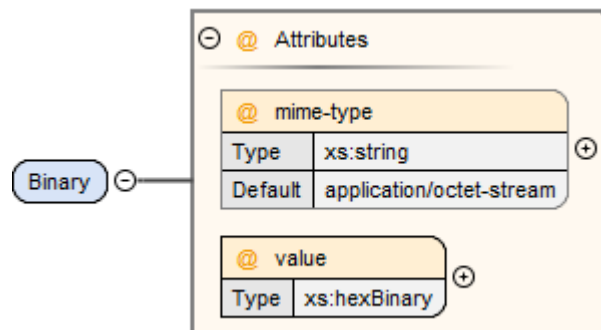 @ Attributes
@ mime-type
Type xs:string
Default application/octet-stream
Binary
@ value
Type xs:hexBinary